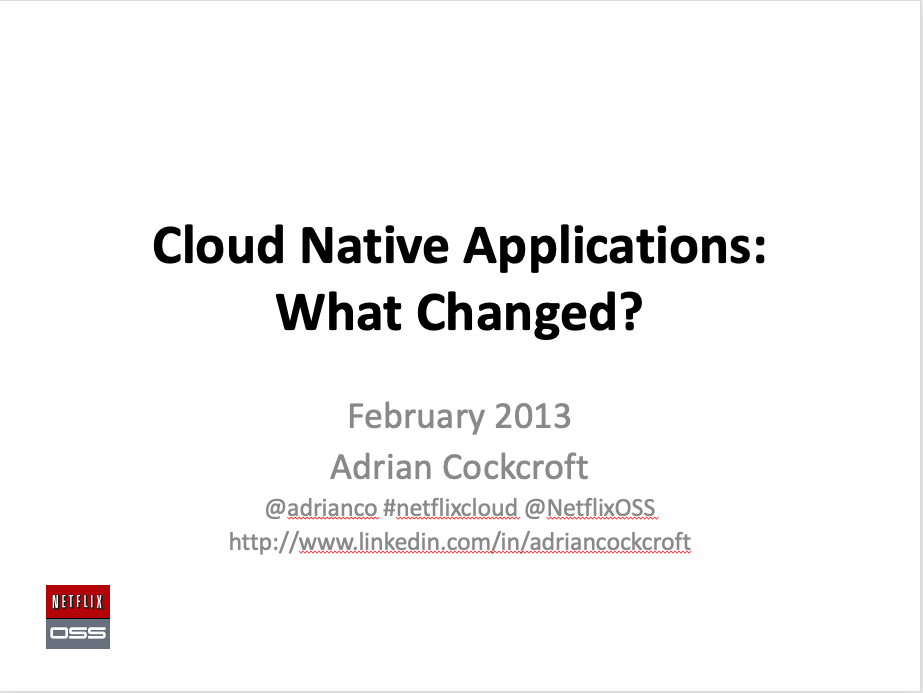 Cloud Native Applications:
What Changed?
February 2013
Adrian Cockcroft
@adrianco #netflixcloud @NetflixOSS
http://www.linkedin.com/in/adriancockcroft
NETFLIX
OSS